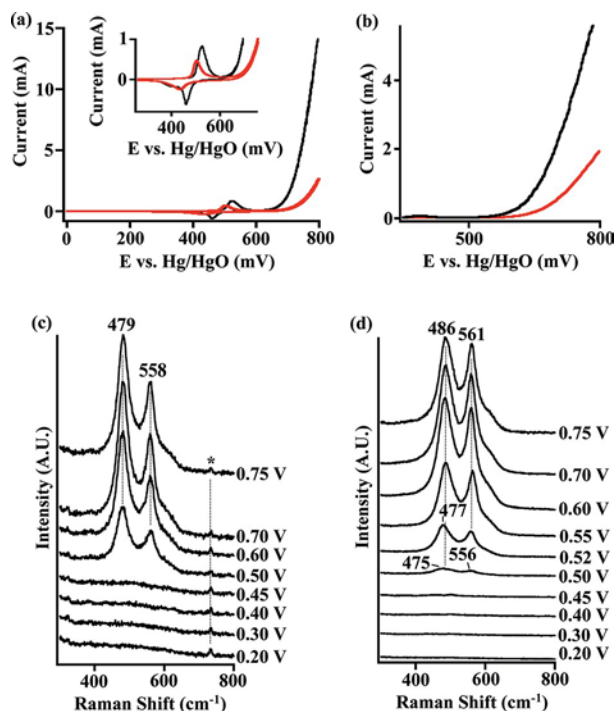 (a)
15
10
5
0
Current (mA)
0 200 400 600 800
E vs. Hg/HgO (mV)
1
0
Current (mA)
400 600
E vs. Hg/HgO (mV)
(b)
4
2
0
Current (mA)
500 800
E vs. Hg/HgO (mV)
(c)
479
558
*
0.75 V
0.70 V
0.60 V
0.50 V
0.45 V
0.40 V
0.30 V
0.20 V
Intensity (A.U.)
400 600 800
Raman Shift (cm-1)
(d)
486
561
477
475
556
0.75 V
0.70 V
0.60 V
0.55 V
0.52 V
0.50 V
0.45 V
0.40 V
0.30 V
0.20 V
Intensity (A.U.)
400 600 800
Raman Shift (cm-1)